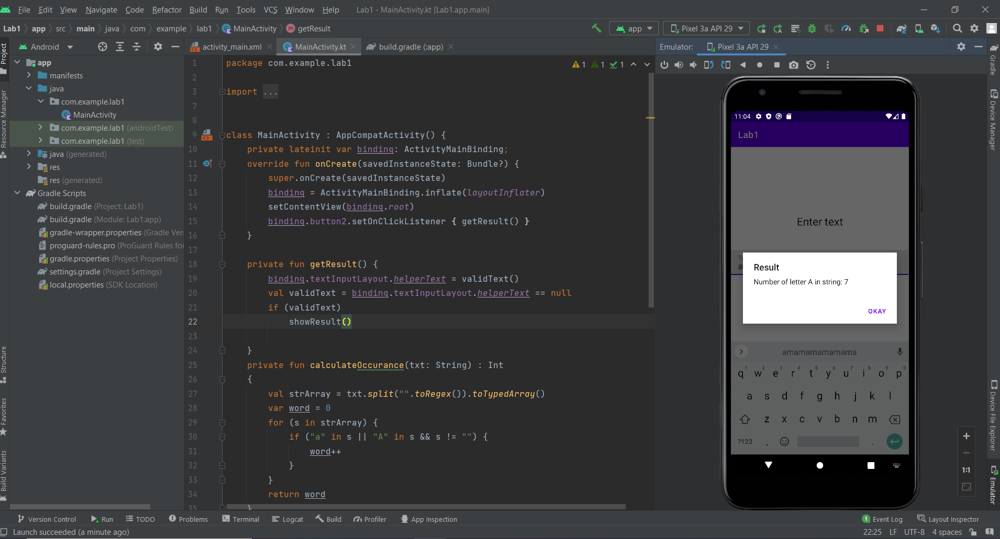 File Edit View Navigate Code Refactor Build Run Tools VCS Window Help Lab1 - MainActivity.kt [Lab1.app.main]
Lab1 app src main java com example lab1 MainActivity getResult app Pixel 3a API 29
Project
Resource Manager
Structure
Favorites
Build Variants
Android
app
manifests
java
com.example.lab1
MainActivity
com.example.lab1 (androidTest)
com.example.lab1 (test)
java (generated)
res
res (generated)
Gradle Scripts
build.gradle (Project: Lab1)
build.gradle (Module: Lab1.app)
gradle-wrapper.properties (Gradle Ver
proguard-rules.pro (ProGuard Rules for
gradle.properties (Project Properties)
settings.gradle (Project Settings)
local.properties (SDK Location)
activity_main.xml MainActivity.kt build.gradle (:app)
1 1 1
1 package com.example.lab1
2
3 import ...
7
8
9 class MainActivity : AppCompatActivity() {
10 private lateinit var binding: ActivityMainBinding;
11 override fun onCreate(savedInstanceState: Bundle?) {
12 super.onCreate(savedInstanceState)
13 binding = ActivityMainBinding.inflate(layoutInflater)
14 setContentView(binding.root)
15 binding.button2.setOnClickListener { getResult() }
16 }
17
18 private fun getResult() {
19 binding.textInputLayout.helperText = validText()
20 val validText = binding.textInputLayout.helperText == null
21 if (validText)
22 showResult()
23
24 }
25 private fun calculateOccurance(txt: String) : Int
26 {
27 val strArray = txt.split("".toRegex()).toTypedArray()
28 var word = 0
29 for (s in strArray) {
30 if ("a" in s || "A" in s && s != "") {
31 word++
32 }
33 }
34 return word
35 }
Emulator: Pixel 3a API 29
11:04
Lab1
Enter text
Result
Number of letter A in string: 7
OKAY
amamamamamama
q1 w2 e3 r4 t5 y6 u7 i8 o9 p0
a s d f g h j k l
z x c v b n m
?123 , .
1:1
Gradle
Device Manager
Device File Explorer
Emulator
Version Control Run TODO Problems Terminal Logcat Build Profiler App Inspection 1 Event Log Layout Inspector
Launch succeeded (a minute ago) 22:25 LF UTF-8 4 spaces